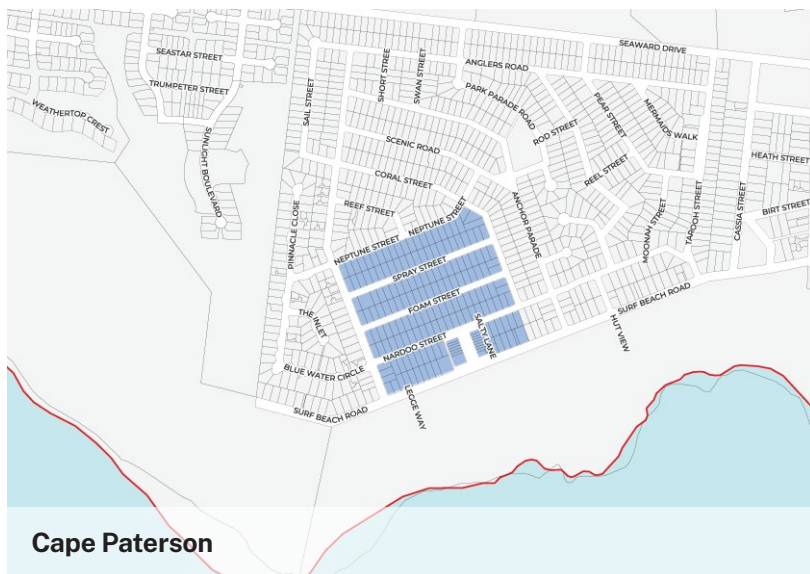 SEAWARD DRIVE
SEASTAR STREET
ANGLERS ROAD
TRUMPETER STREET
SHORT STREE
SWAN STREET
PARK PARADE ROAD
PEAR STREET
MERMAIDS WALK
WEATHERTOP CREST
SUNLIGHT BOULEVARD
SAIL STREET
SCENIC ROAD
ROD STREET
HEATH STREET
CORAL STREET
REEL STREET
REEF STREET
ANCHOR PARADE
MOONAH STREET
TAROOH STREET
CASSIA STREET
BIRT STREET
PINNACLE CLOSE
NEPTUNE STREET
NEPTUNE STREET
SPRAY STREET
FOAM STREET
SURF BEACH ROAD
THE INLET
NARDOO STREET
SALTY LANE
HUT VIEW
BLUE WATER CIRCLE
LEGGE WAY
SURF BEACH ROAD
Cape Paterson